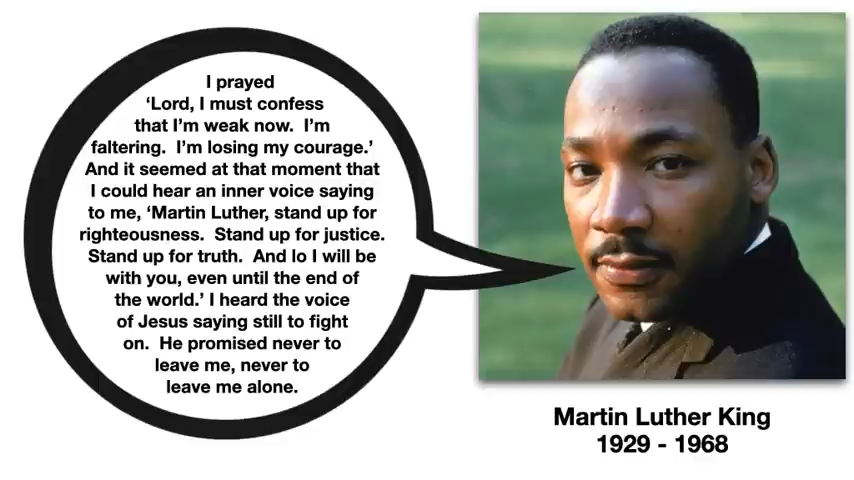 I prayed
‘Lord, I must confess
that I’m weak now.  I’m
faltering.  I’m losing my courage.’
And it seemed at that moment that
I could hear an inner voice saying
to me, ‘Martin Luther, stand up for
righteousness.  Stand up for justice.
Stand up for truth.  And lo I will be
with you, even until the end of
the world.’ I heard the voice
of Jesus saying still to fight
on.  He promised never to
leave me, never to
leave me alone.
Martin Luther King
1929 - 1968